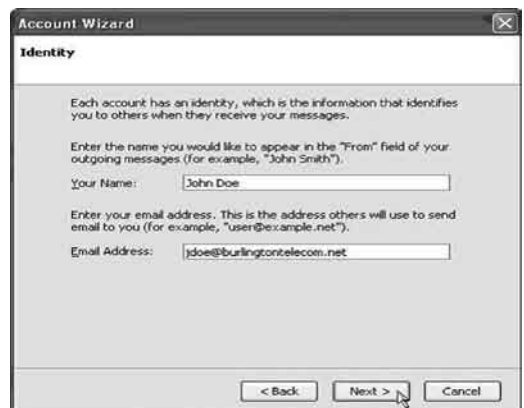 Account Wizard
Identity
Each account has an identity, which is the information that identifies
you to others when they receive your messages.
Enter the name you would like to appear in the "From" field of your
outgoing messages (for example, "John Smith").
Your Name: John Doe
Enter your email address. This is the address others will use to send
email to you (for example, "user@example.net").
Email Address: jdoe@burlingtontelecom.net
< Back Next > Cancel